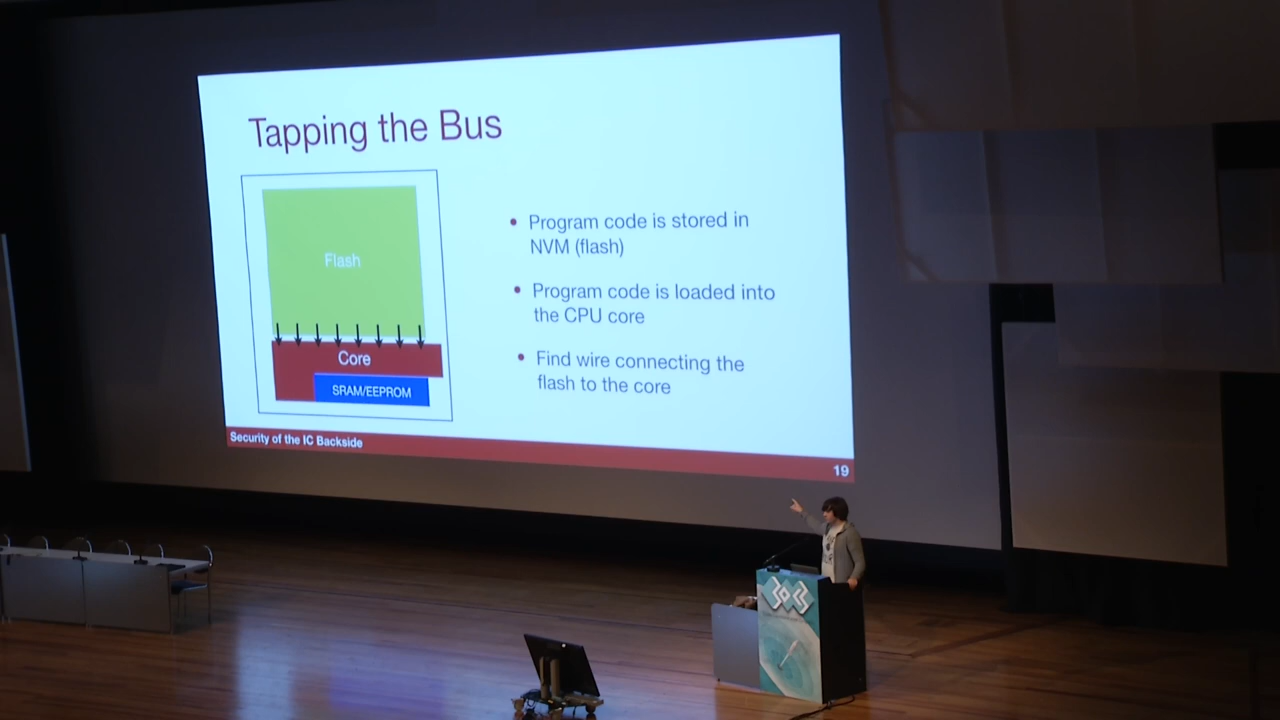 Tapping the Bus
Flash
Core
SRAM/EEPROM
• Program code is stored in
NVM (flash)
• Program code is loaded into
the CPU core
• Find wire connecting the
flash to the core
Security of the IC Backside
19
30C3